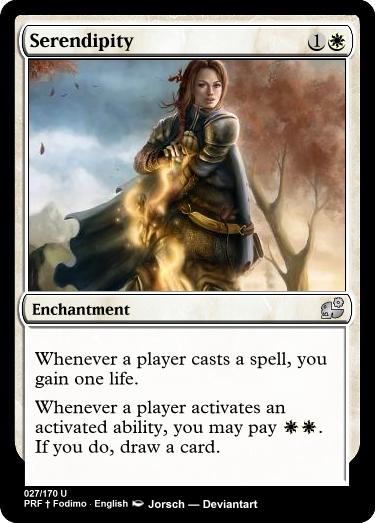 Serendipity 1
Enchantment
Whenever a player casts a spell, you
gain one life.
Whenever a player activates an
activated ability, you may pay .
If you do, draw a card.
027/170 U
PRF † Fodimo · English Jorsch — Deviantart